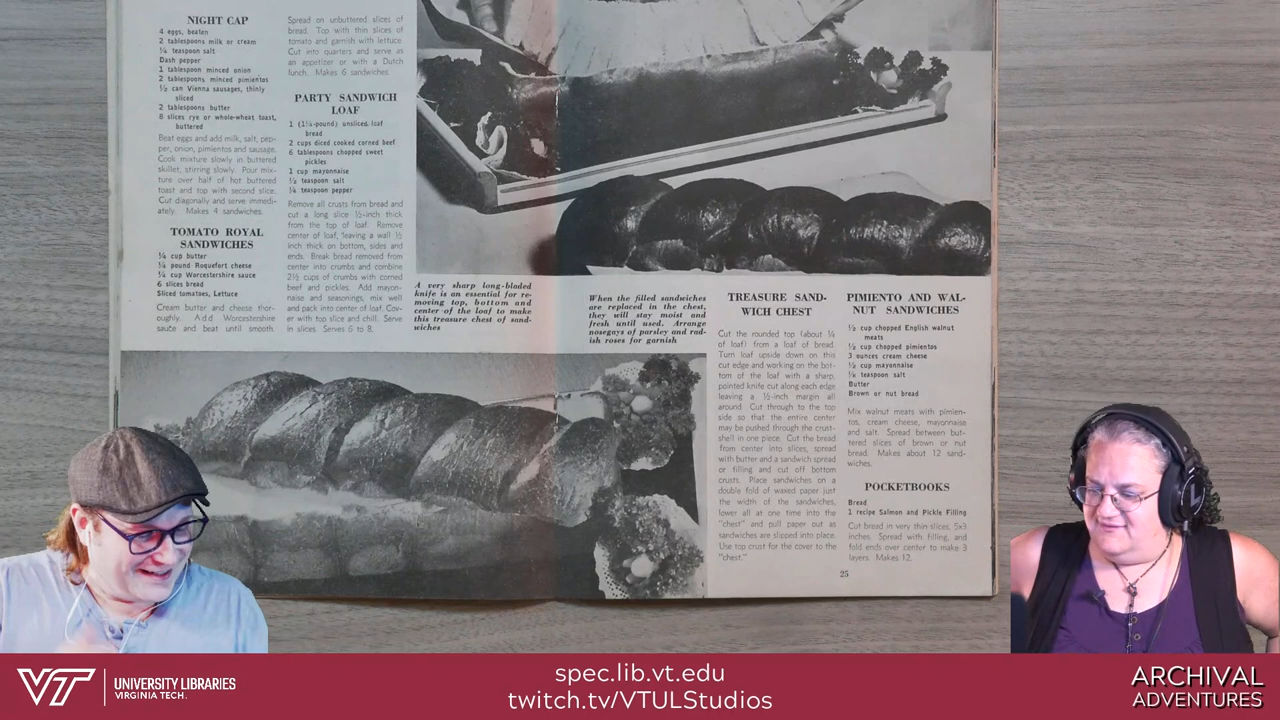 NIGHT CAP
4 eggs, beaten
2 tablespoons milk or cream
¼ teaspoon salt
Dash pepper
1 tablespoon minced onion
2 tablespoons minced pimientos
½ can Vienna sausages, thinly
sliced
2 tablespoons butter
8 slices rye or whole-wheat toast,
buttered
Beat eggs and add milk, salt, pep-
per, onion, pimientos and sausage.
Cook mixture slowly in buttered
skillet, stirring slowly. Pour mix-
ture over half of hot buttered
toast and top with second slice.
Cut diagonally and serve immedi-
ately. Makes 4 sandwiches.
TOMATO ROYAL
SANDWICHES
¼ cup butter
¼ pound Roquefort cheese
¼ cup Worcestershire sauce
6 slices bread
Sliced tomatoes, Lettuce
Cream butter and cheese thor-
oughly. Add Worcestershire
sauce and beat until smooth.
Spread on unbuttered slices of
bread. Top with thin slices of
tomato and garnish with lettuce.
Cut into quarters and serve as
an appetizer or with a Dutch
lunch. Makes 6 sandwiches.
PARTY SANDWICH
LOAF
1 (1¼-pound) unsliced loaf
bread
2 cups diced cooked corned beef
6 tablespoons chopped sweet
pickles
1 cup mayonnaise
½ teaspoon salt
¼ teaspoon pepper
Remove all crusts from bread and
cut a long slice ½-inch thick
from the top of loaf. Remove
center of loaf, leaving a wall ½
inch thick on bottom, sides and
ends. Break bread removed from
center into crumbs and combine
2½ cups of crumbs with corned
beef and pickles. Add mayon-
naise and seasonings, mix well
and pack into center of loaf. Cov-
er with top slice and chill. Serve
in slices. Serves 6 to 8.
A very sharp long-bladed
knife is an essential for re-
moving top, bottom and
center of the loaf to make
this treasure chest of sand-
wiches
When the filled sandwiches
are replaced in the chest,
they will stay moist and
fresh until used. Arrange
nosegays of parsley and rad-
ish roses for garnish
TREASURE SAND-
WICH CHEST
Cut the rounded top (about ¼
of loaf) from a loaf of bread.
Turn loaf upside down on this
cut edge and working on the bot-
tom of the loaf with a sharp,
pointed knife cut along each edge
leaving a ½-inch margin all
around. Cut through to the top
side so that the entire center
may be pushed through the crust-
shell in one piece. Cut the bread
from center into slices, spread
with butter and a sandwich spread
or filling and cut off bottom
crusts. Place sandwiches on a
double fold of waxed paper just
the width of the sandwiches,
lower all at one time into the
"chest" and pull paper out as
sandwiches are slipped into place.
Use top crust for the cover to the
"chest."
PIMIENTO AND WAL-
NUT SANDWICHES
½ cup chopped English walnut
meats
½ cup chopped pimientos
3 ounces cream cheese
½ cup mayonnaise
⅛ teaspoon salt
Butter
Brown or nut bread
Mix walnut meats with pimien-
tos, cream cheese, mayonnaise
and salt. Spread between but-
tered slices of brown or nut
bread. Makes about 12 sand-
wiches.
POCKETBOOKS
Bread
1 recipe Salmon and Pickle Filling
Cut bread in very thin slices, 5x3
inches. Spread with filling, and
fold ends over center to make 3
layers. Makes 12.
25
VT
UNIVERSITY LIBRARIES
VIRGINIA TECH.
spec.lib.vt.edu
twitch.tv/VTULStudios
ARCHIVAL
ADVENTURES